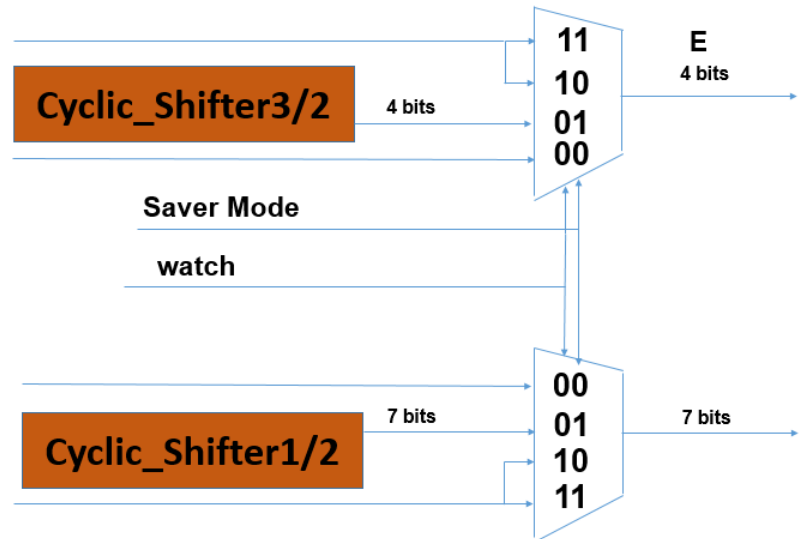 11
E
10
4 bits
Cyclic_Shifter3/2
4 bits
01
00
Saver Mode
watch
00
7 bits
01
7 bits
Cyclic_Shifter1/2
10
11